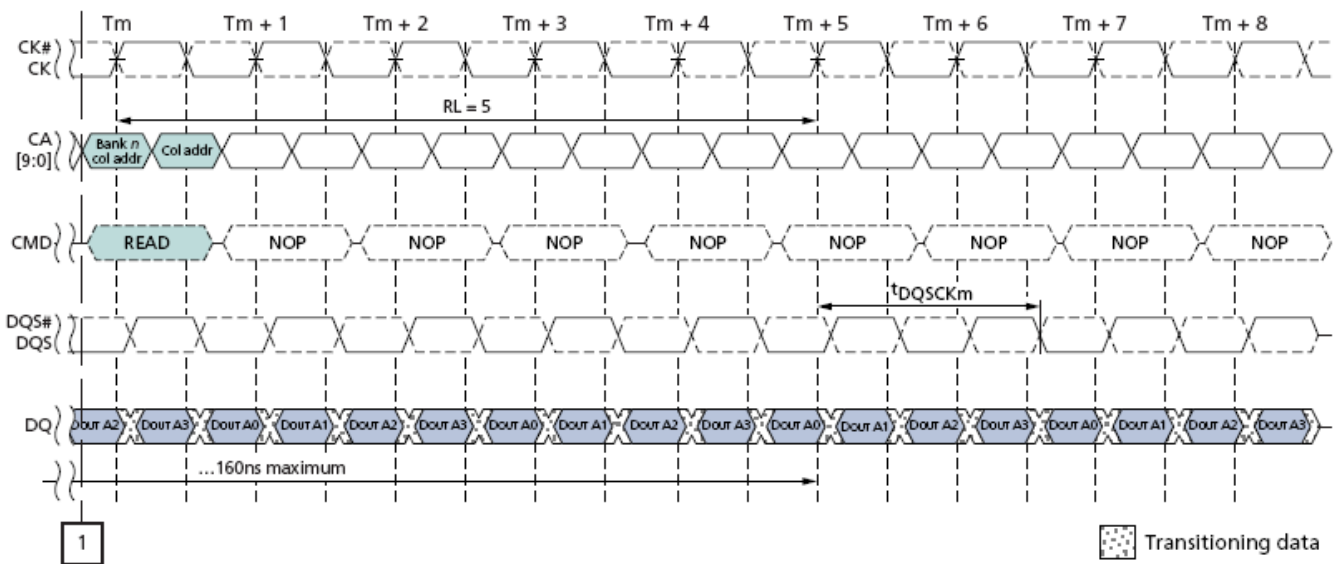 Tm Tm + 1 Tm + 2 Tm + 3 Tm + 4 Tm + 5 Tm + 6 Tm + 7 Tm + 8
CK#
CK
RL = 5
CA
[9:0]
Bank n
col addr
Col addr
CMD READ NOP NOP NOP NOP NOP NOP NOP NOP
tDQSCKm
DQS#
DQS
DQ DOUT A2 DOUT A3 DOUT A0 DOUT A1 DOUT A2 DOUT A3 DOUT A0 DOUT A1 DOUT A2 DOUT A3 DOUT A0 DOUT A1 DOUT A2 DOUT A3 DOUT A0 DOUT A1 DOUT A2 DOUT A3
…160ns maximum
1
Transitioning data